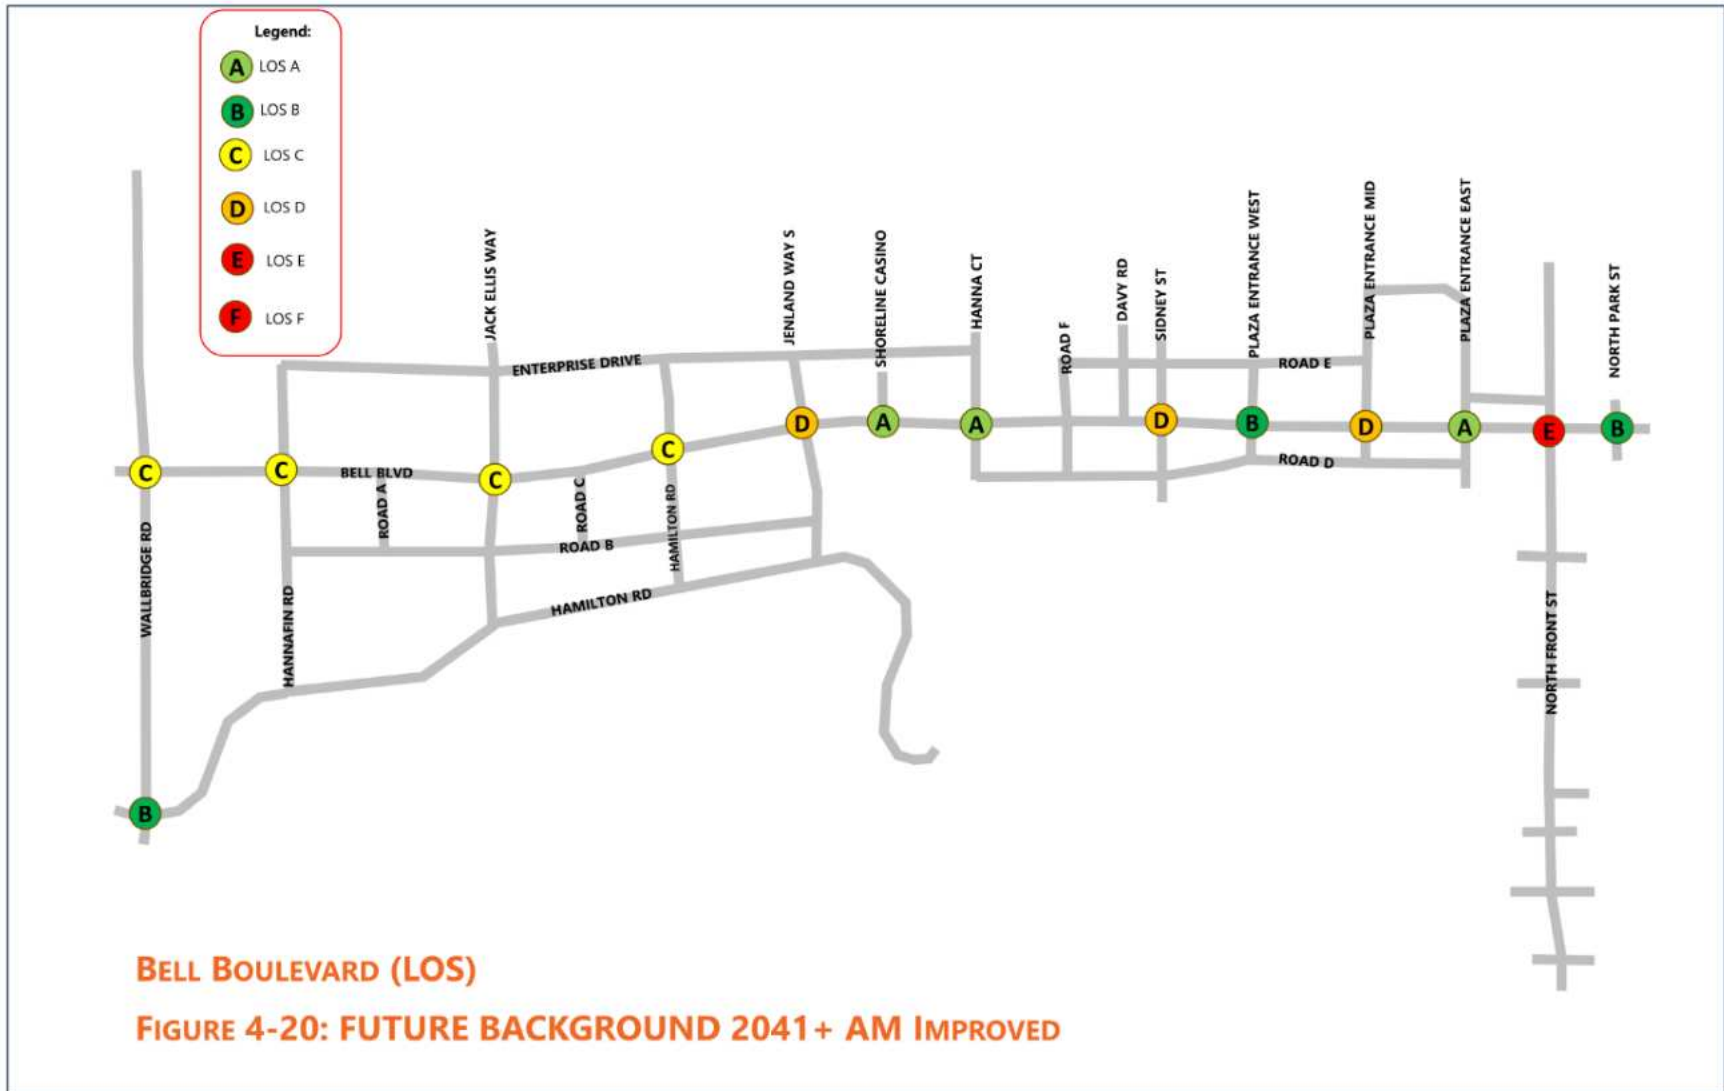 Legend:
A LOS A
B LOS B
C LOS C
D LOS D
E LOS E
F LOS F
JACK ELLIS WAY
JENLAND WAY S
SHORELINE CASINO
HANNA CT
ROAD F
DAVY RD
SIDNEY ST
PLAZA ENTRANCE WEST
PLAZA ENTRANCE MID
PLAZA ENTRANCE EAST
NORTH PARK ST
ENTERPRISE DRIVE
ROAD E
C
C
C
C
D
A
A
D
B
D
A
E
B
BELL BLVD
ROAD D
ROAD A
ROAD C
HAMILTON RD
WALLBRIDGE RD
ROAD B
HANNAFIN RD
HAMILTON RD
NORTH FRONT ST
B
BELL BOULEVARD (LOS)
FIGURE 4-20: FUTURE BACKGROUND 2041+ AM IMPROVED